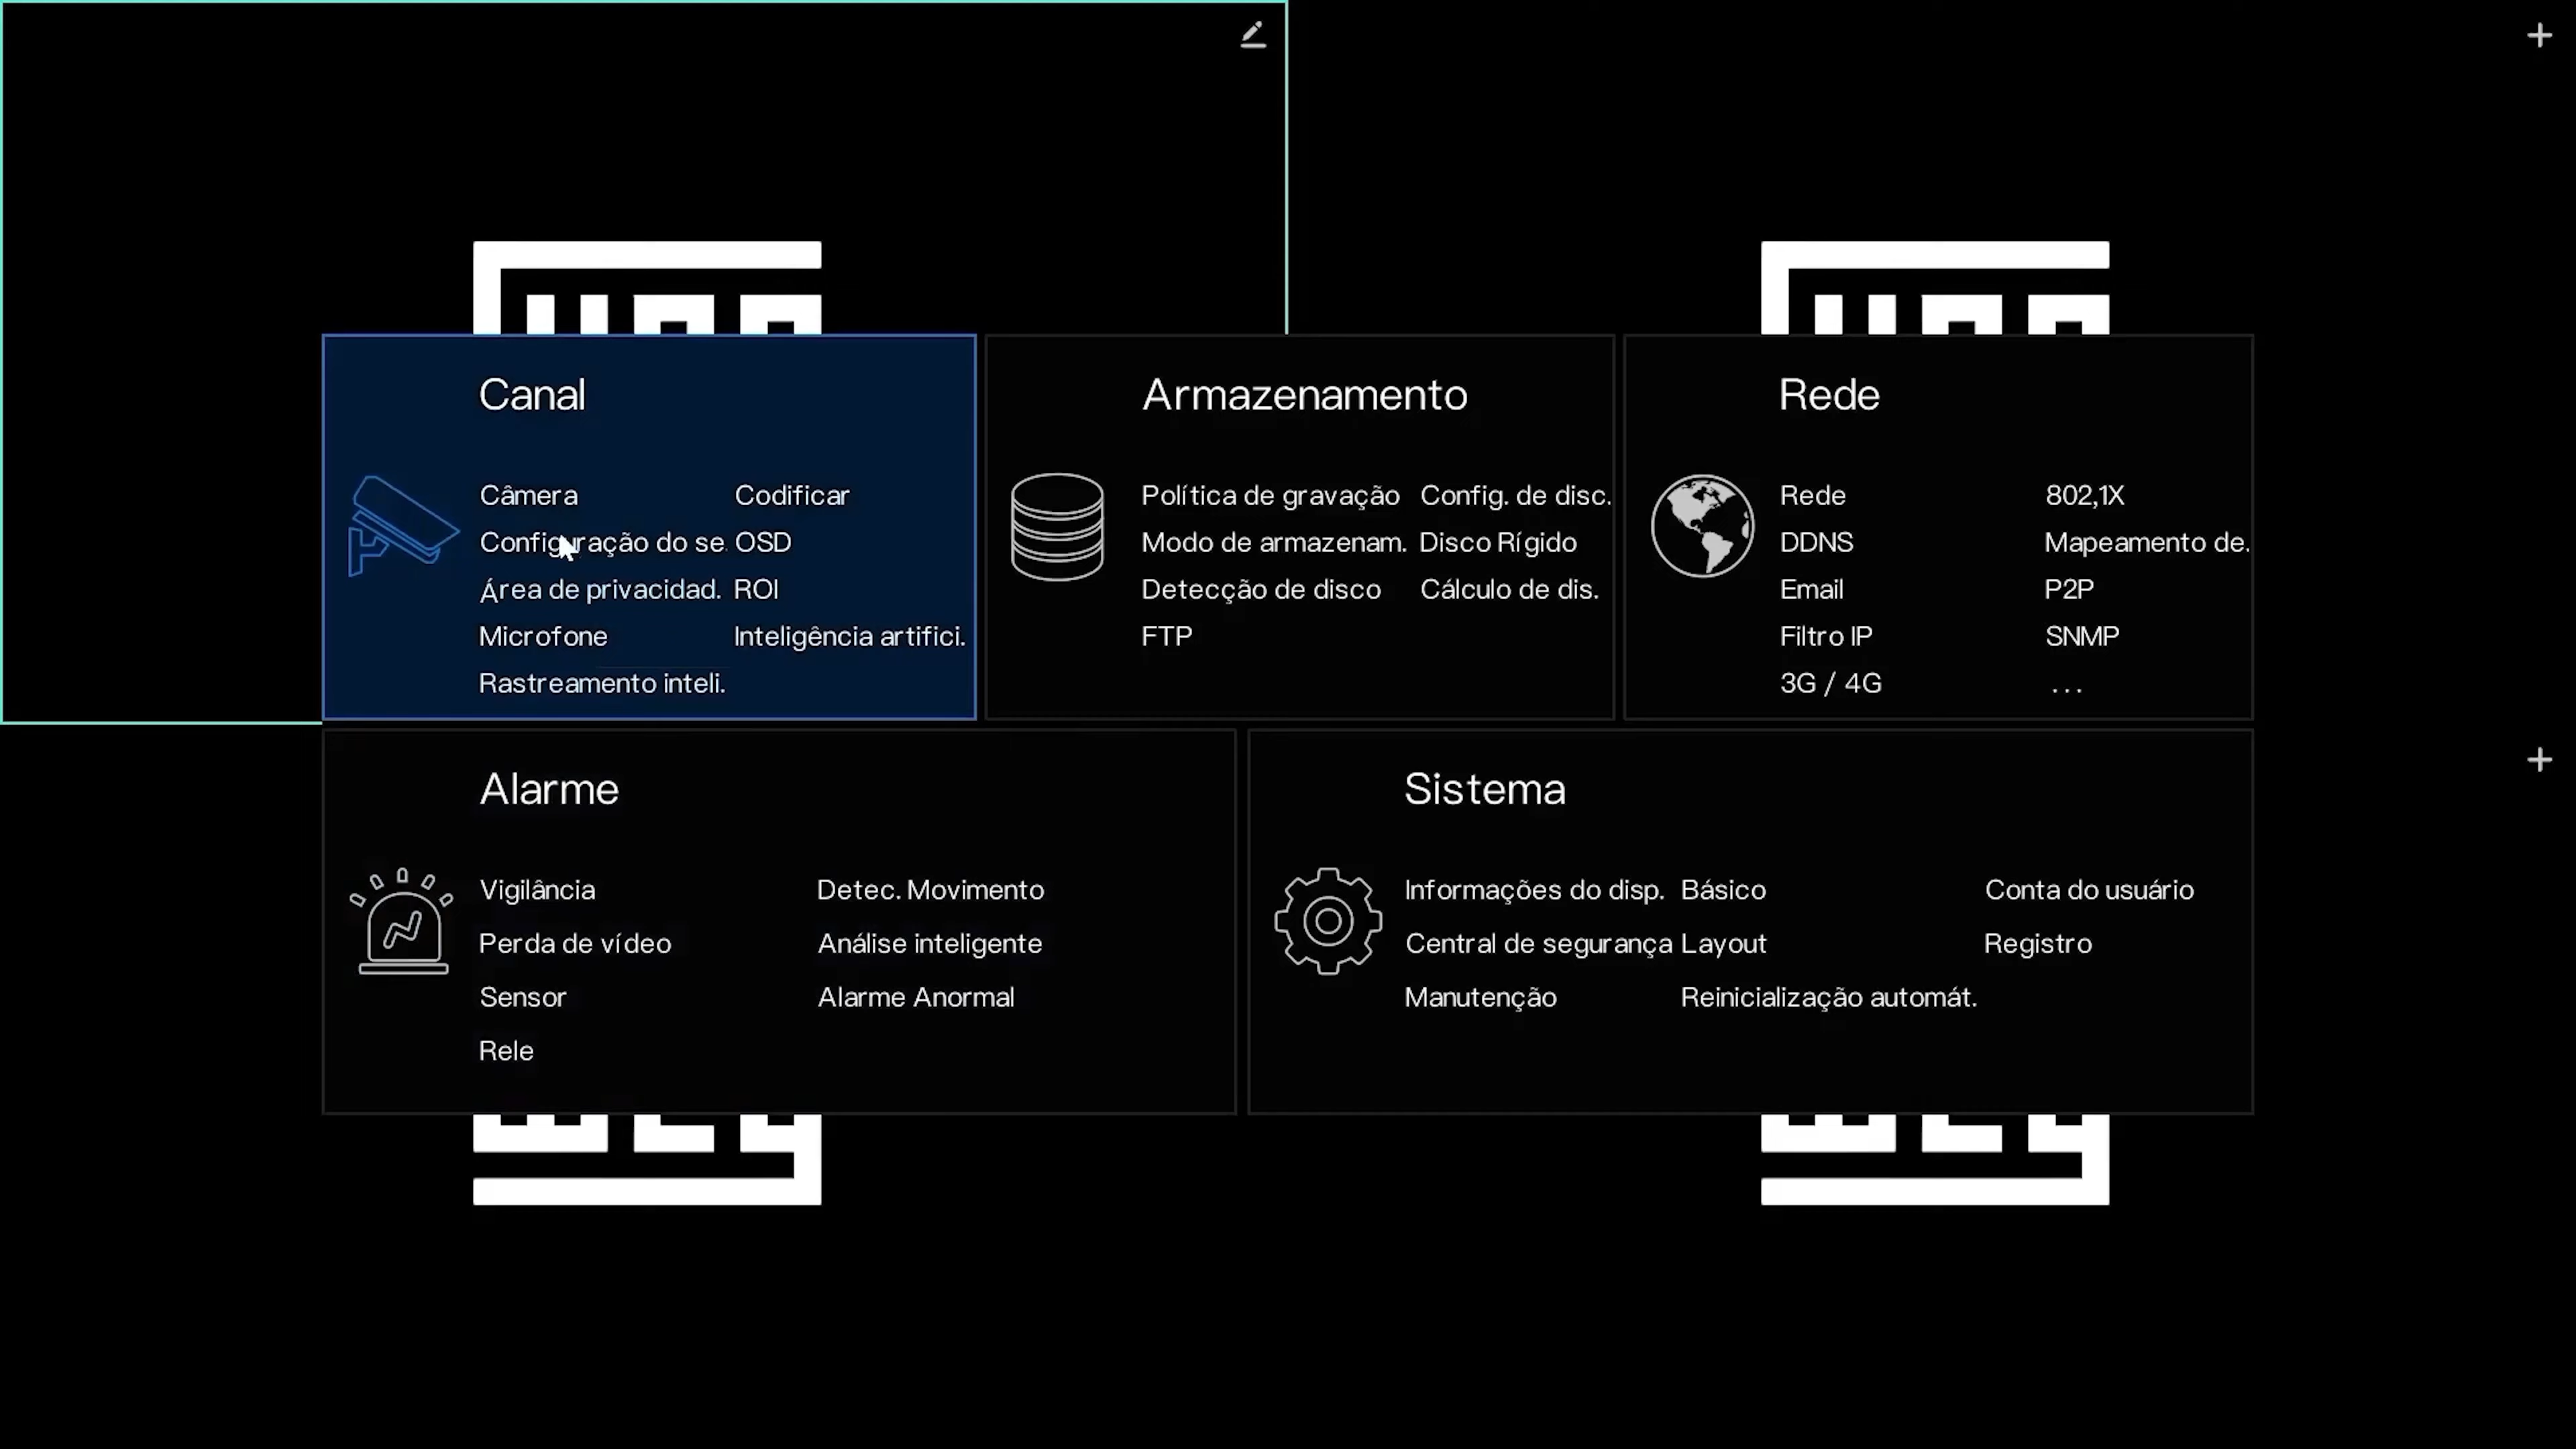 Canal
Câmera
Codificar
Configuração do se.
OSD
Área de privacidad.
ROI
Microfone
Inteligência artifici.
Rastreamento inteli.
Armazenamento
Política de gravação
Config. de disc.
Modo de armazenam.
Disco Rígido
Detecção de disco
Cálculo de dis.
FTP
Rede
Rede
802,1X
DDNS
Mapeamento de.
Email
P2P
Filtro IP
SNMP
3G / 4G
...
Alarme
Vigilância
Detec. Movimento
Perda de vídeo
Análise inteligente
Sensor
Alarme Anormal
Rele
Sistema
Informações do disp.
Básico
Conta do usuário
Central de segurança
Layout
Registro
Manutenção
Reinicialização automát.